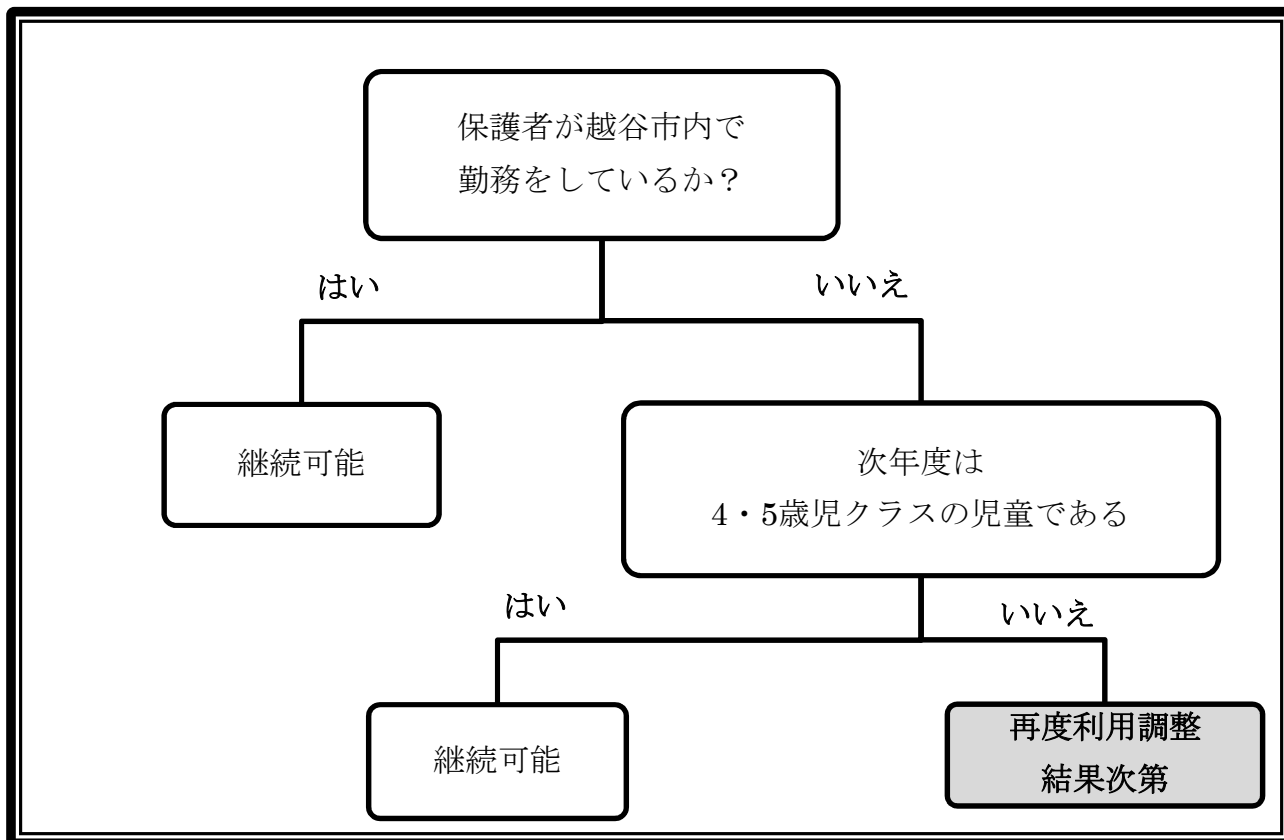 保護者が越谷市内で
勤務をしているか？
はい
いいえ
継続可能
次年度は
4・5歳児クラスの児童である
はい
いいえ
継続可能
再度利用調整
結果次第